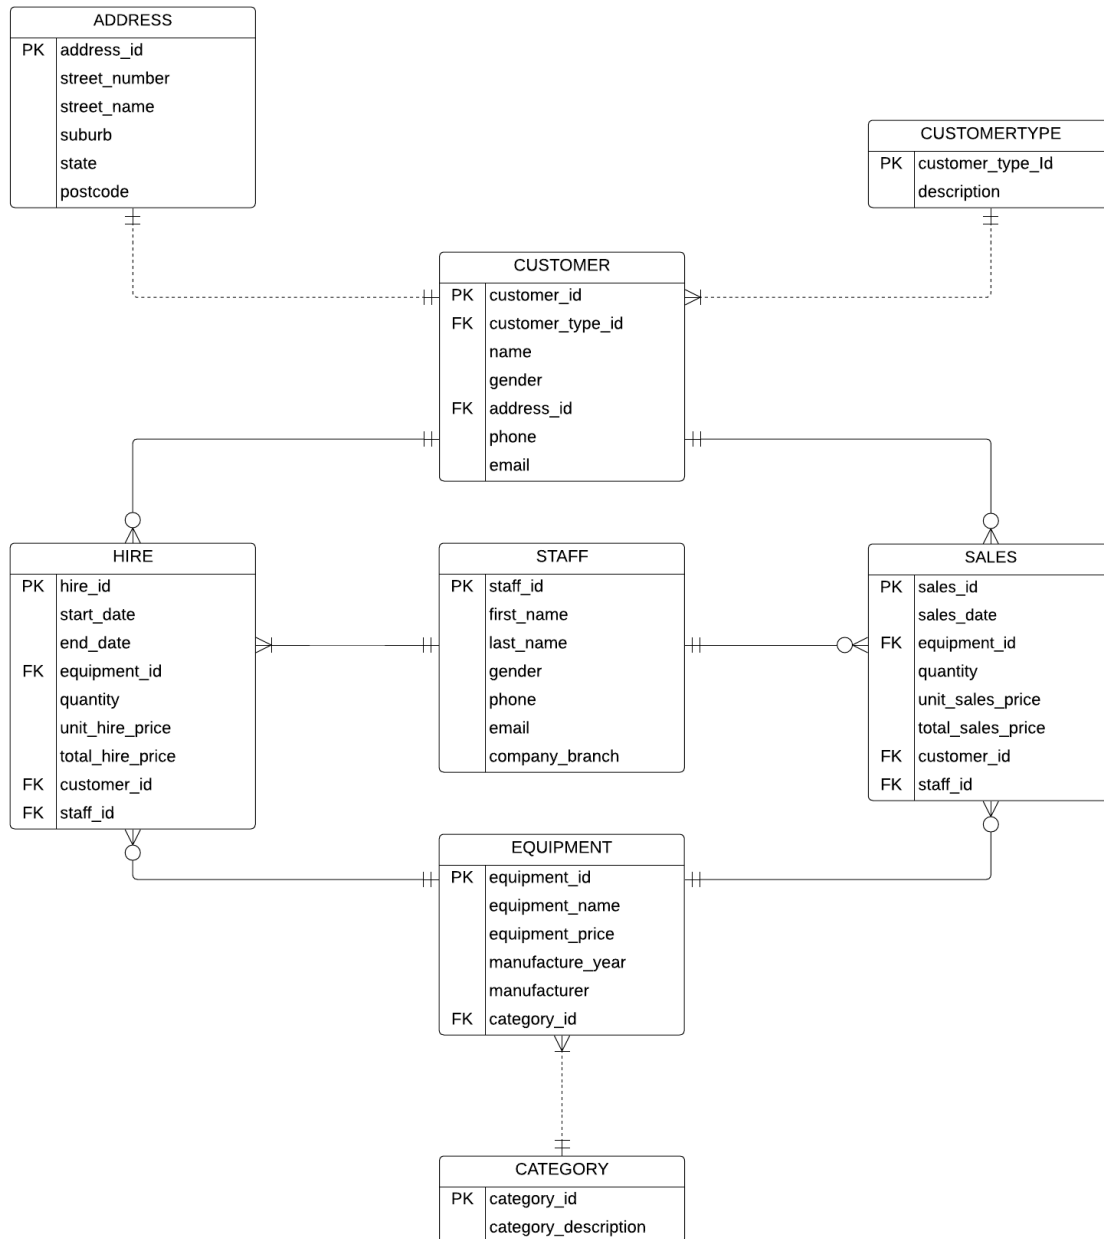 ADDRESS
PK address_id
street_number
street_name
suburb
state
postcode
CUSTOMERTYPE
PK customer_type_Id
description
CUSTOMER
PK customer_id
FK customer_type_id
name
gender
FK address_id
phone
email
HIRE
PK hire_id
start_date
end_date
FK equipment_id
quantity
unit_hire_price
total_hire_price
FK customer_id
FK staff_id
STAFF
PK staff_id
first_name
last_name
gender
phone
email
company_branch
SALES
PK sales_id
sales_date
FK equipment_id
quantity
unit_sales_price
total_sales_price
FK customer_id
FK staff_id
EQUIPMENT
PK equipment_id
equipment_name
equipment_price
manufacture_year
manufacturer
FK category_id
CATEGORY
PK category_id
category_description